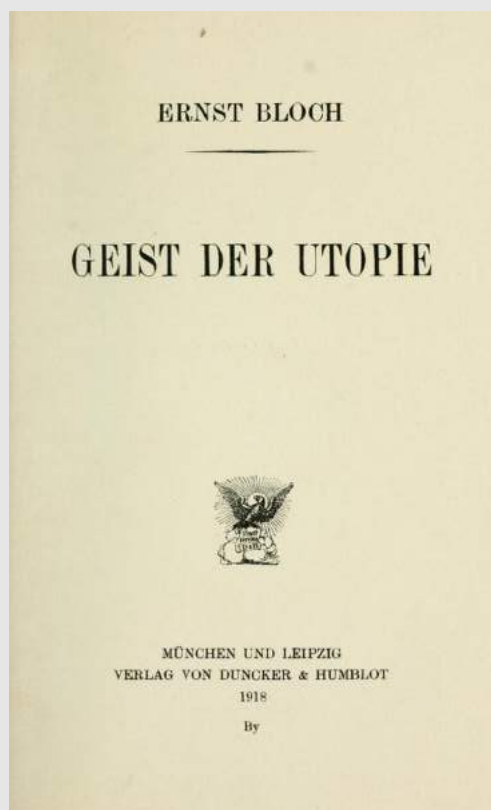 ERNST BLOCH
GEIST DER UTOPIE
MÜNCHEN UND LEIPZIG
VERLAG VON DUNCKER & HUMBLOT
1918
By